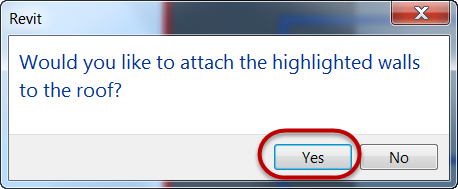 Revit
Would you like to attach the highlighted walls
to the roof?
Yes
No